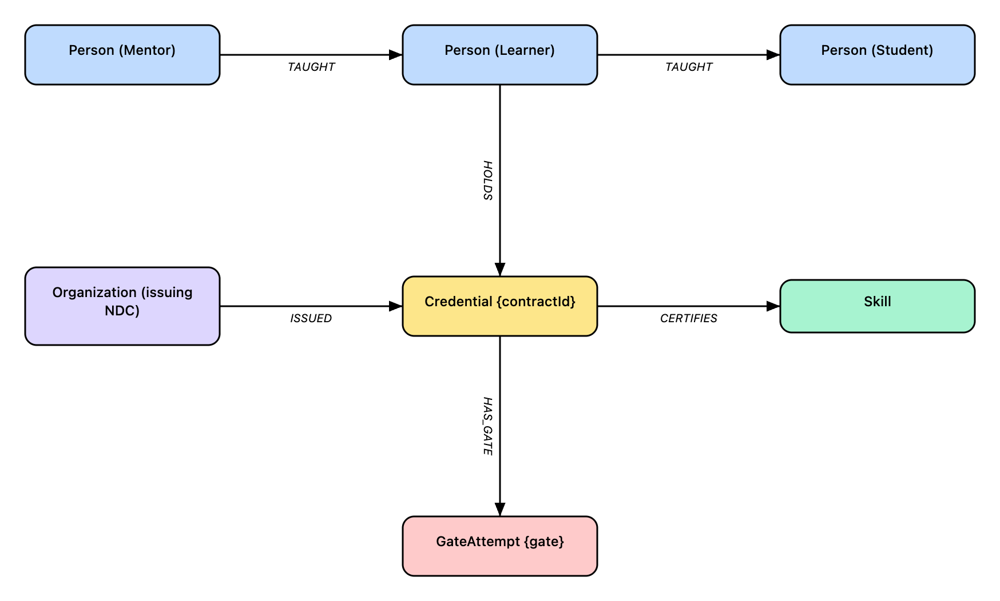 Person (Mentor)
TAUGHT
Person (Learner)
TAUGHT
Person (Student)
HOLDS
Organization (issuing
NDC)
ISSUED
Credential {contractId}
CERTIFIES
Skill
HAS_GATE
GateAttempt {gate}